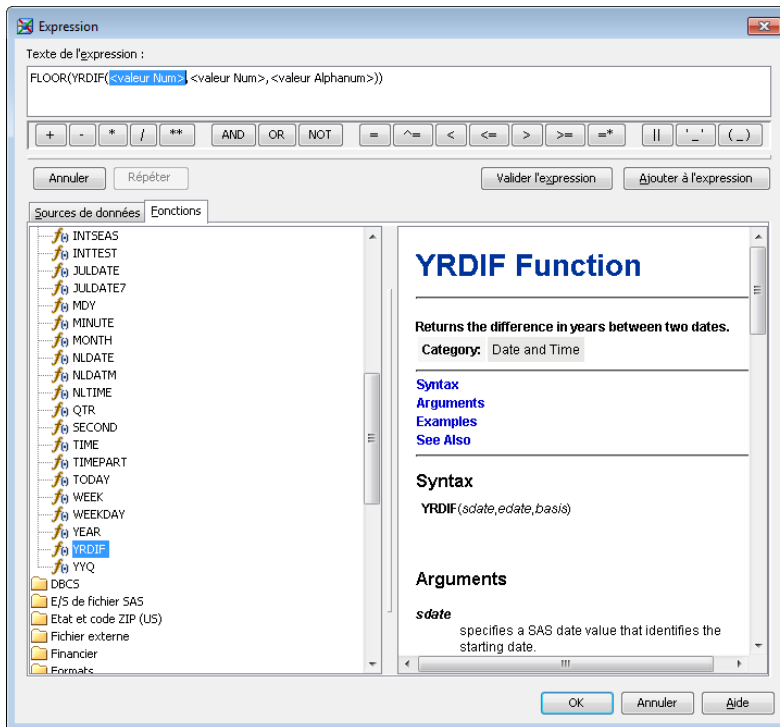 Expression
Texte de l'expression :
FLOOR(YRDIF(<valeur Num>,<valeur Num>,<valeur Alphanum>))
+ - * / ** AND OR NOT = ^= < <= > >= =* || '_' (_)
Annuler Répéter Valider l'expression Ajouter à l'expression
Sources de données Fonctions
INTSEAS
INTTEST
JULDATE
JULDATE7
MDY
MINUTE
MONTH
NLDATE
NLDATM
NLTIME
QTR
SECOND
TIME
TIMEPART
TODAY
WEEK
WEEKDAY
YEAR
YRDIF
YYQ
DBCS
E/S de fichier SAS
Etat et code ZIP (US)
Fichier externe
Financier
Formats
YRDIF Function
Returns the difference in years between two dates.
Category: Date and Time
Syntax
Arguments
Examples
See Also
Syntax
YRDIF(sdate,edate,basis)
Arguments
sdate
specifies a SAS date value that identifies the
starting date.
OK Annuler Aide